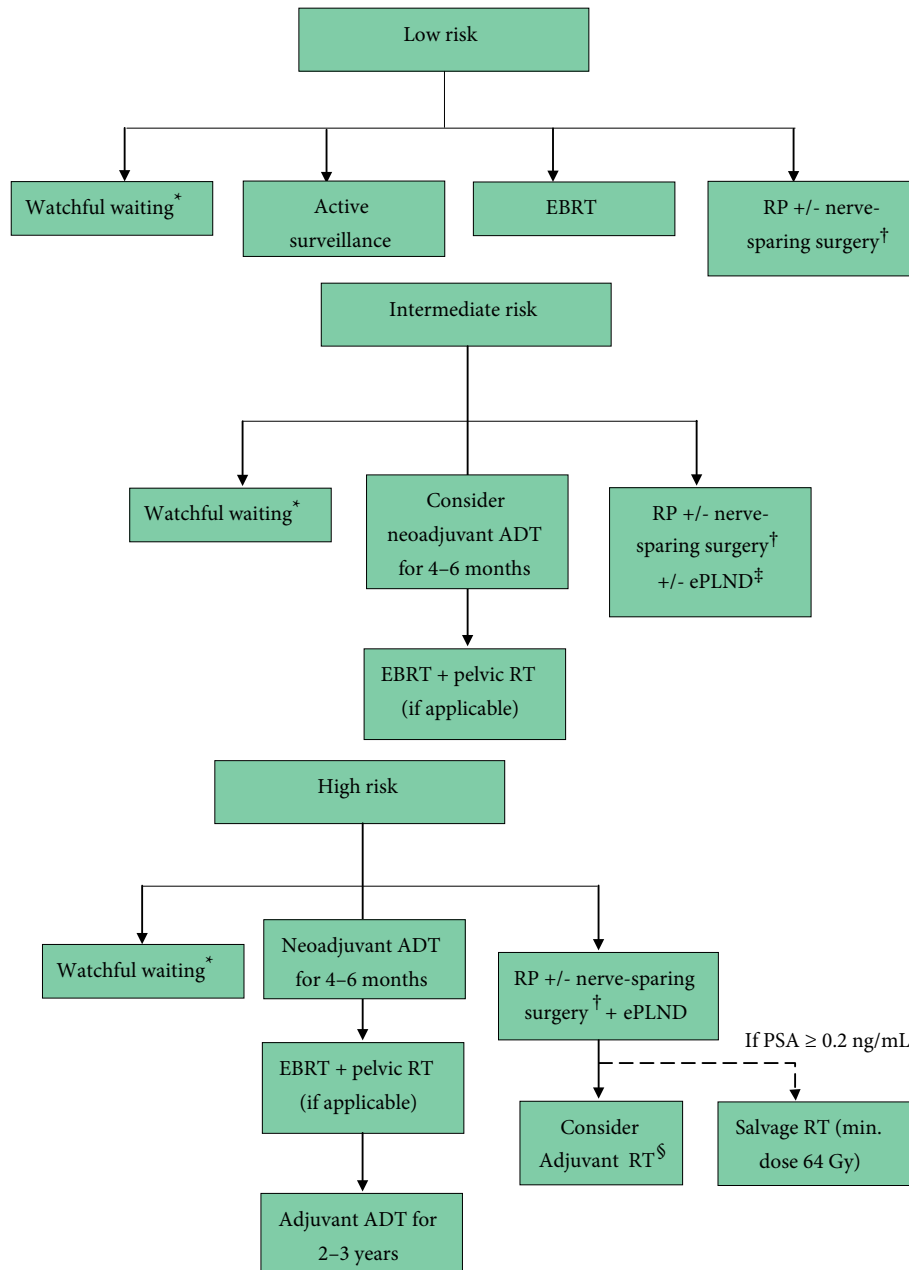 Low risk
Watchful waiting*
Active
surveillance
EBRT
RP +/- nerve-
sparing surgery†
Intermediate risk
Watchful waiting*
Consider
neoadjuvant ADT
for 4–6 months
RP +/- nerve-
sparing surgery†
+/- ePLND‡
EBRT + pelvic RT
(if applicable)
High risk
Watchful waiting*
Neoadjuvant ADT
for 4–6 months
RP +/- nerve-sparing
surgery† + ePLND
If PSA ≥ 0.2 ng/mL
EBRT + pelvic RT
(if applicable)
Consider
Adjuvant RT§
Salvage RT (min.
dose 64 Gy)
Adjuvant ADT for
2–3 years